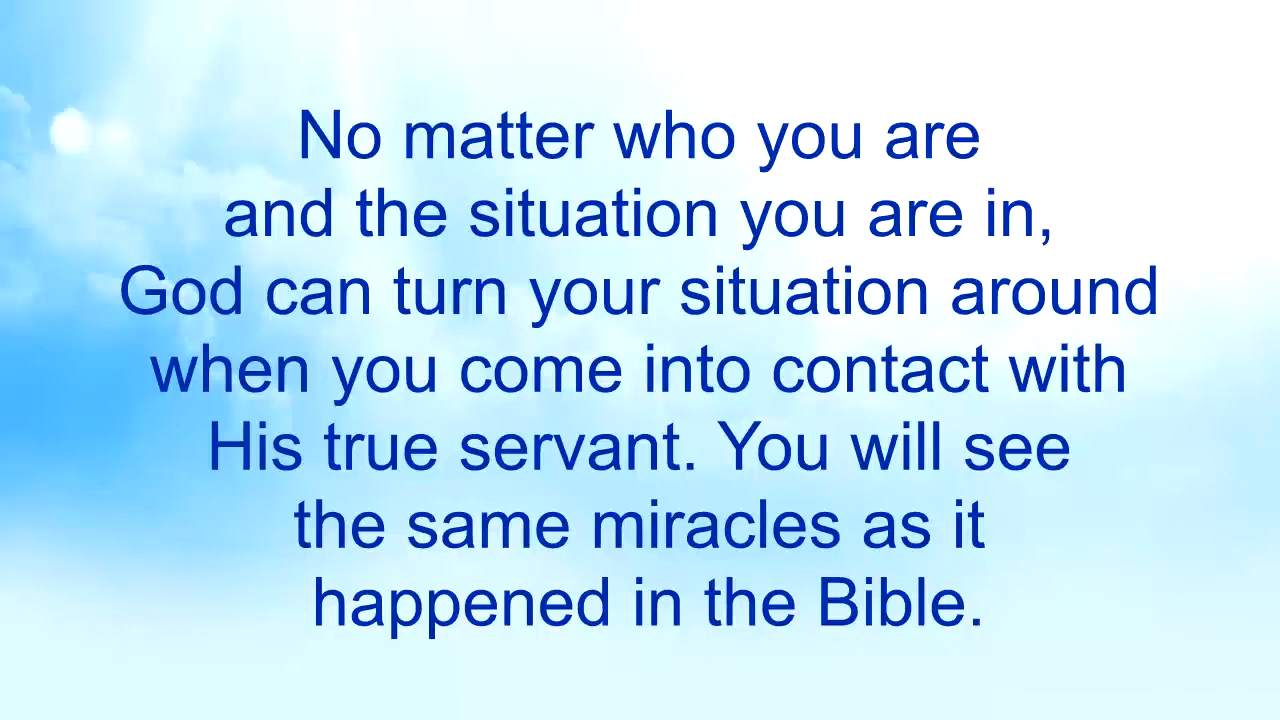 No matter who you are
and the situation you are in,
God can turn your situation around
when you come into contact with
His true servant. You will see
the same miracles as it
happened in the Bible.